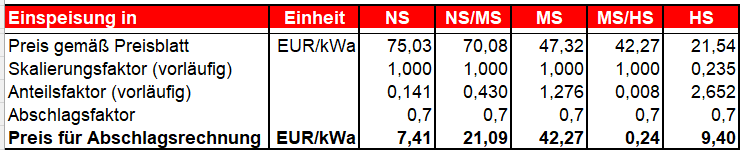 Einspeisung in Einheit NS NS/MS MS MS/HS HS
Preis gemäß Preisblatt EUR/kWa 75,03 70,08 47,32 42,27 21,54
Skalierungsfaktor (vorläufig) 1,000 1,000 1,000 1,000 0,235
Anteilsfaktor (vorläufig) 0,141 0,430 1,276 0,008 2,652
Abschlagsfaktor 0,7 0,7 0,7 0,7 0,7
Preis für Abschlagsrechnung EUR/kWa 7,41 21,09 42,27 0,24 9,40